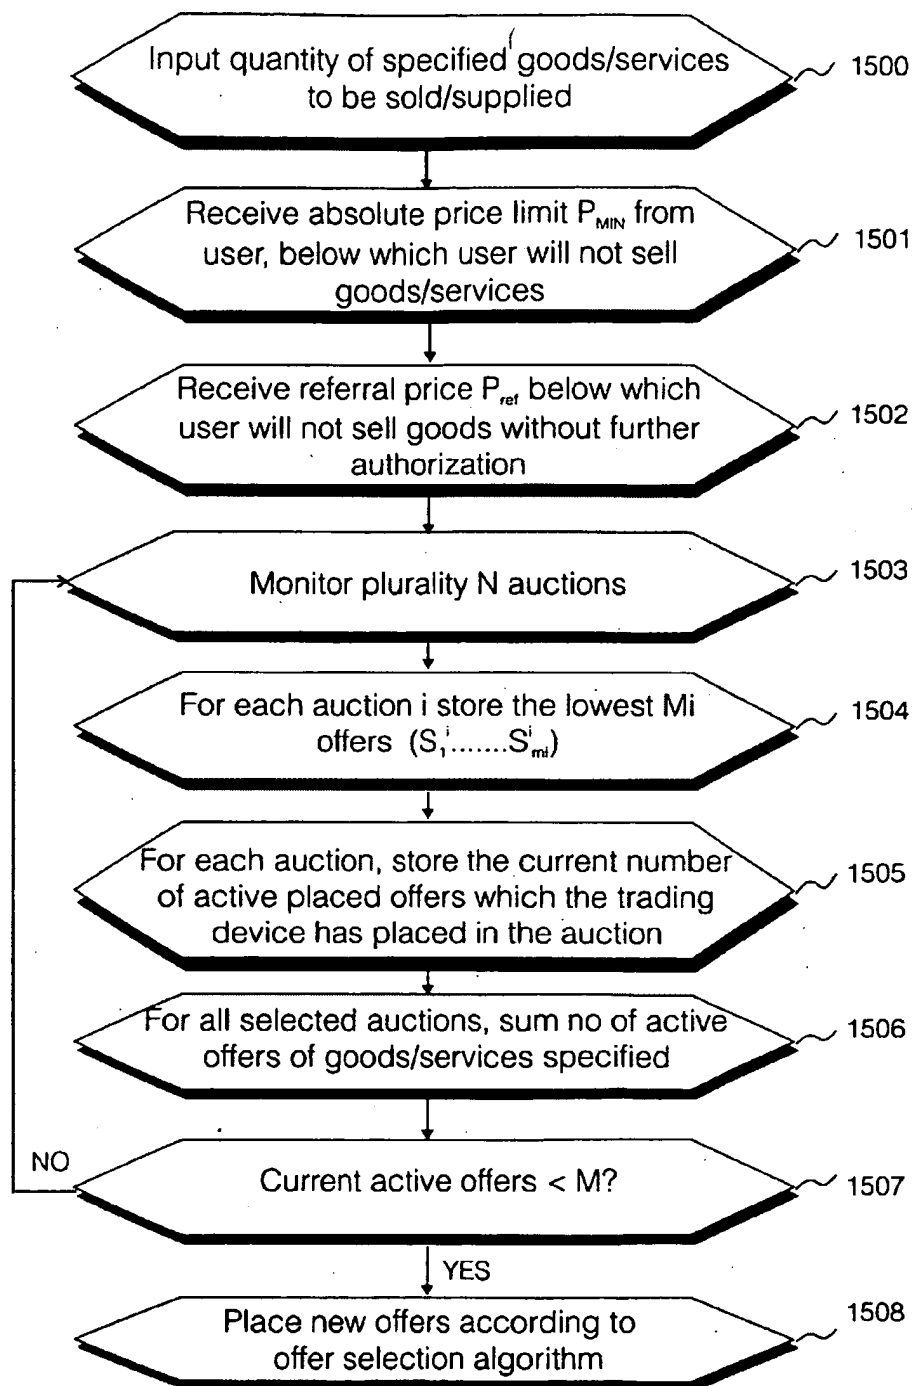 Input quantity of specified goods/services
to be sold/supplied
1500
Receive absolute price limit P_MIN from
user, below which user will not sell
goods/services
1501
Receive referral price P_ref below which
user will not sell goods without further
authorization
1502
Monitor plurality N auctions
1503
For each auction i store the lowest Mi
offers (S_1^i.......S_mi^i)
1504
For each auction, store the current number
of active placed offers which the trading
device has placed in the auction
1505
For all selected auctions, sum no of active
offers of goods/services specified
1506
NO
Current active offers < M?
1507
YES
Place new offers according to
offer selection algorithm
1508